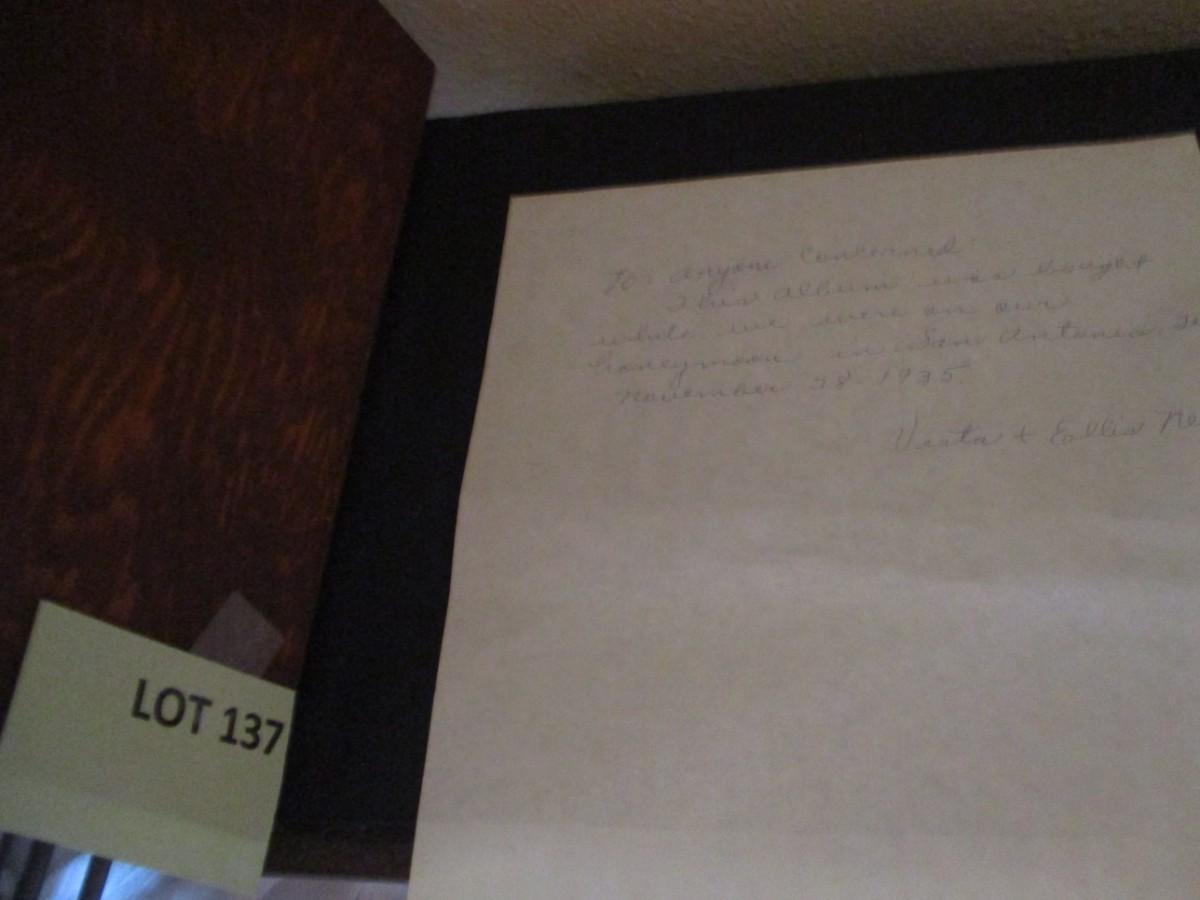 To: Anyone Concerned:
This album was bought
while we were on our
honeymoon in San Antonio
November 28-1935.
+ Ellis
LOT 137